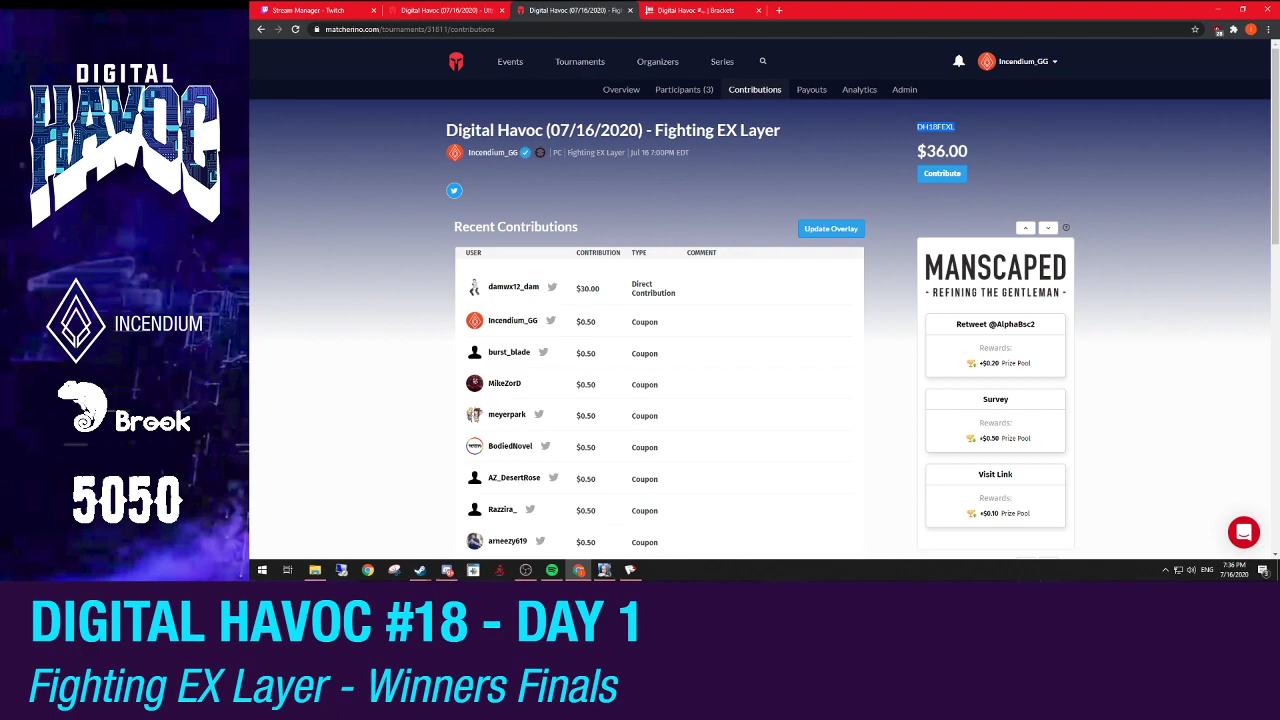 DIGITAL
HAVOC
INCENDIUM
Brook
5050
Stream Manager - Twitch
Digital Havoc (07/16/2020) - Ult
Digital Havoc (07/16/2020) - Fig
Digital Havoc #... | Brackets
matcherino.com/tournaments/31811/contributions
28
Events
Tournaments
Organizers
Series
Incendium_GG
Overview
Participants (3)
Contributions
Payouts
Analytics
Admin
Digital Havoc (07/16/2020) - Fighting EX Layer
Incendium_GG | PC | Fighting EX Layer | Jul 16 7:00PM EDT
DH18FEXL
$36.00
Contribute
Recent Contributions
Update Overlay
USER CONTRIBUTION TYPE COMMENT
damwx12_dam $30.00 Direct Contribution
Incendium_GG $0.50 Coupon
burst_blade $0.50 Coupon
MikeZorD $0.50 Coupon
meyerpark $0.50 Coupon
BodiedNovel $0.50 Coupon
AZ_DesertRose $0.50 Coupon
Razzira_ $0.50 Coupon
arneezy619 $0.50 Coupon
MANSCAPED
- REFINING THE GENTLEMAN -
Retweet @AlphaBsc2
Rewards:
+$0.20 Prize Pool
Survey
Rewards:
+$0.50 Prize Pool
Visit Link
Rewards:
+$0.10 Prize Pool
ENG
7:36 PM
7/16/2020
DIGITAL HAVOC #18 - DAY 1
Fighting EX Layer - Winners Finals